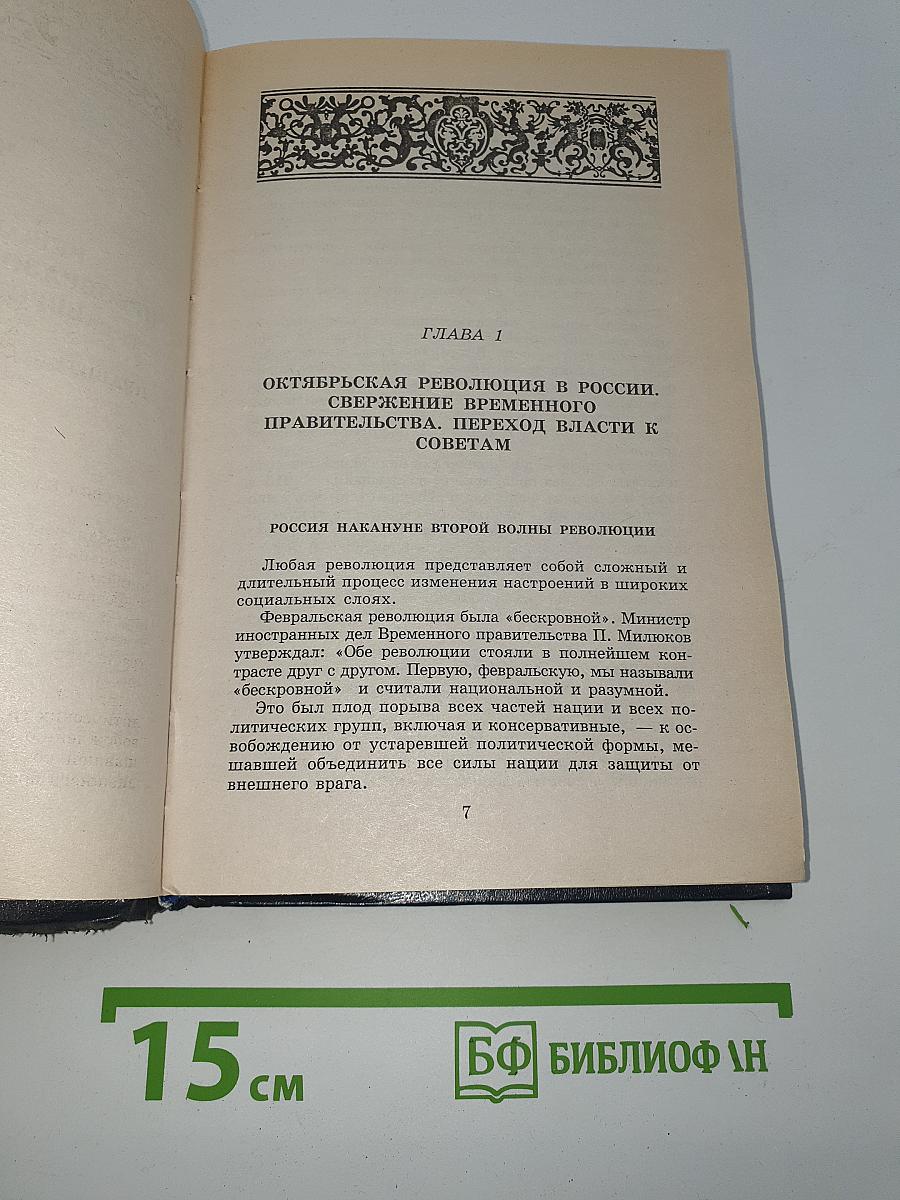 ГЛАВА 1
ОКТЯБРЬСКАЯ РЕВОЛЮЦИЯ В РОССИИ.
СВЕРЖЕНИЕ ВРЕМЕННОГО
ПРАВИТЕЛЬСТВА. ПЕРЕХОД ВЛАСТИ К
СОВЕТАМ
РОССИЯ НАКАНУНЕ ВТОРОЙ ВОЛНЫ РЕВОЛЮЦИИ
Любая революция представляет собой сложный и
длительный процесс изменения настроений в широких
социальных слоях.
Февральская революция была «бескровной». Министр
иностранных дел Временного правительства П. Милюков
утверждал: «Обе революции стояли в полнейшем кон-
трасте друг с другом. Первую, февральскую, мы называли
«бескровной» и считали национальной и разумной.
Это был плод порыва всех частей нации и всех по-
литических групп, включая и консервативные, — к ос-
вобождению от устаревшей политической формы, ме-
шавшей объединить все силы нации для защиты от
внешнего врага.
7
15 см
БФ БИБЛИОФАН